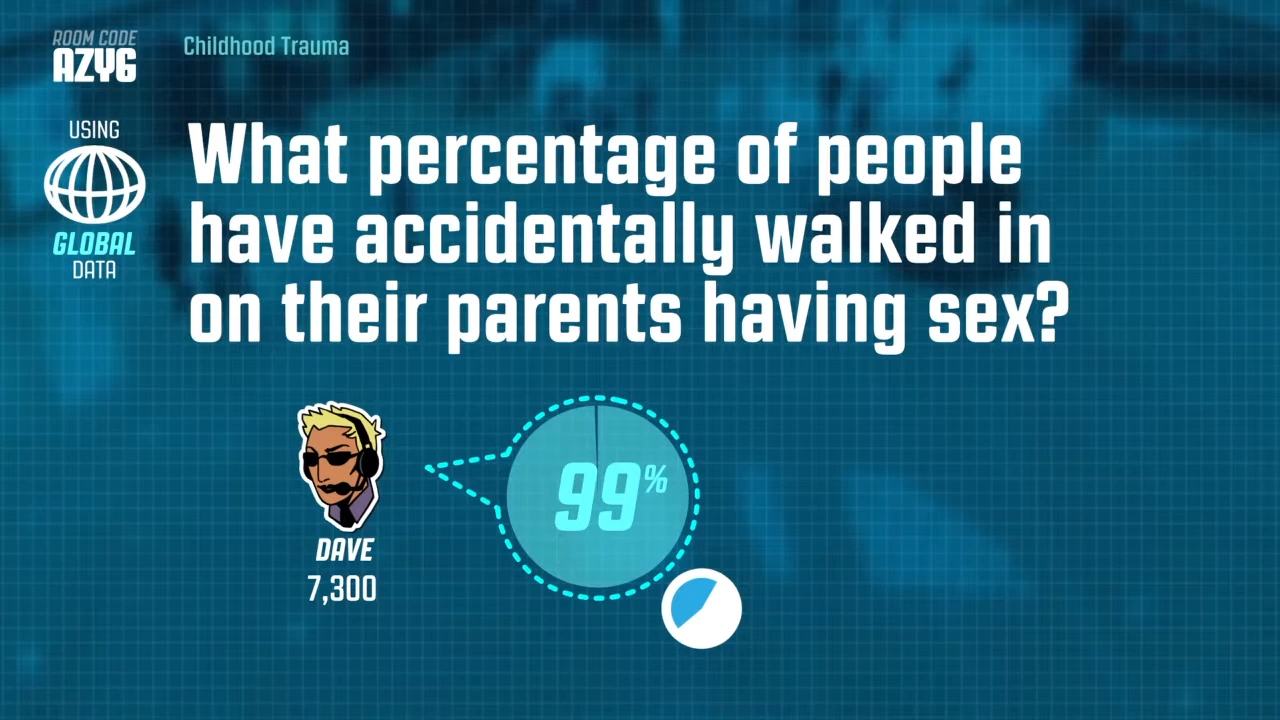 ROOM CODE
AZY6
Childhood Trauma
USING
GLOBAL
DATA
What percentage of people
have accidentally walked in
on their parents having sex?
99%
DAVE
7,300